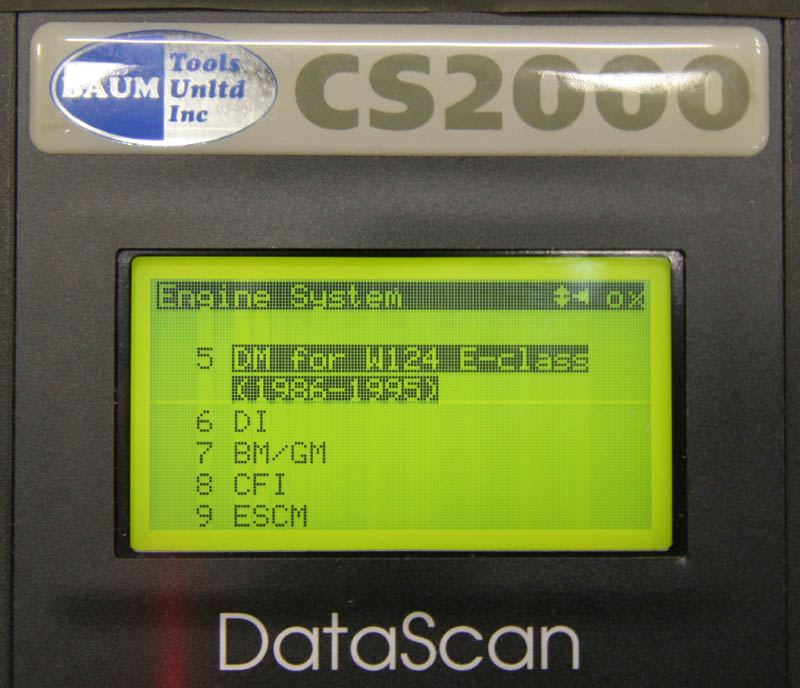 BAUM Tools
Unltd
Inc
CS2000
Engine System
5 DM for W124 E-class
(1986-1995)
6 DI
7 BM/GM
8 CFI
9 ESCM
DataScan